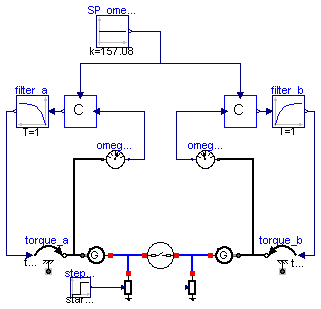 SP_ome...
k=157.08
filter_a
filter_b
C
C
T=1
T=1
omeg...
omeg...
torque_a
torque_b
G
G
t...
t...
step...
star...